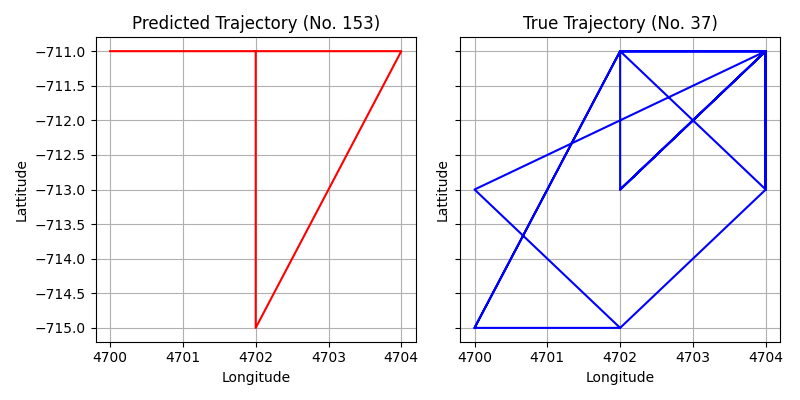 Predicted Trajectory (No. 153)
True Trajectory (No. 37)
−711.0
−711.5
−712.0
−712.5
−713.0
−713.5
−714.0
−714.5
−715.0
Lattitude
Lattitude
4700 4701 4702 4703 4704
4700 4701 4702 4703 4704
Longitude
Longitude